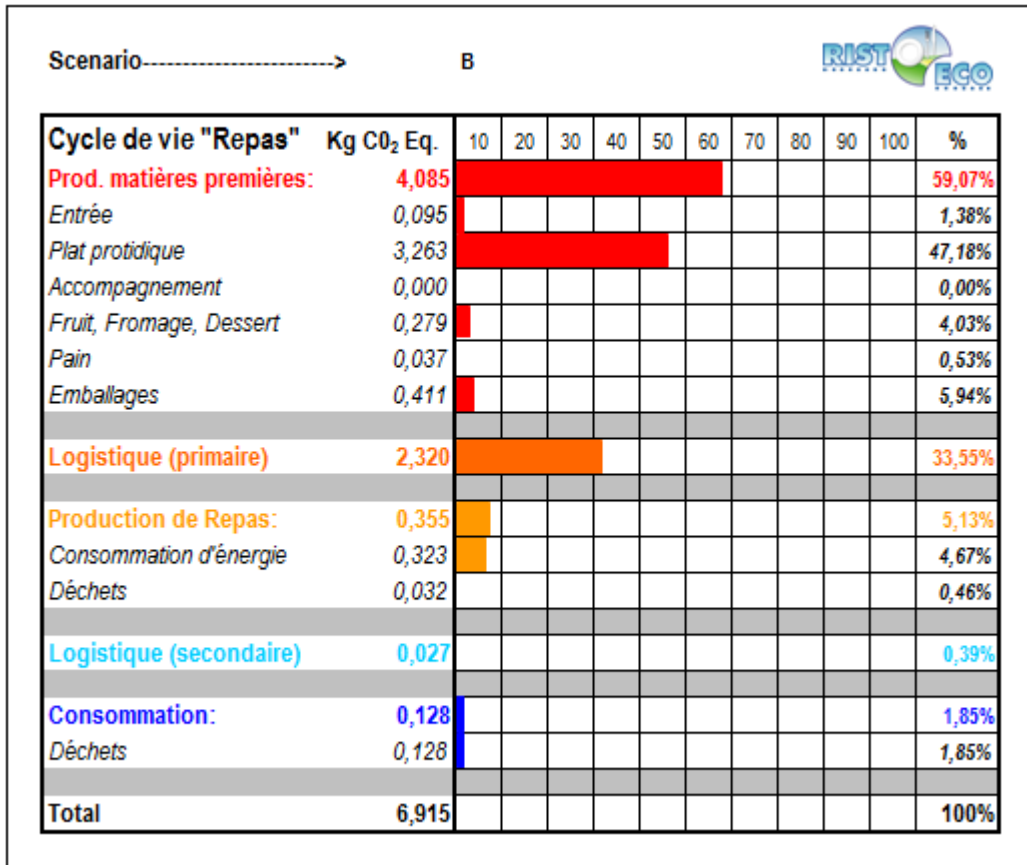 Scenario------------------------> B
RISTO ECO
Cycle de vie "Repas" Kg C0₂ Eq. 10 20 30 40 50 60 70 80 90 100 %
Prod. matières premières: 4,085 59,07%
Entrée 0,095 1,38%
Plat protidique 3,263 47,18%
Accompagnement 0,000 0,00%
Fruit, Fromage, Dessert 0,279 4,03%
Pain 0,037 0,53%
Emballages 0,411 5,94%
Logistique (primaire) 2,320 33,55%
Production de Repas: 0,355 5,13%
Consommation d'énergie 0,323 4,67%
Déchets 0,032 0,46%
Logistique (secondaire) 0,027 0,39%
Consommation: 0,128 1,85%
Déchets 0,128 1,85%
Total 6,915 100%